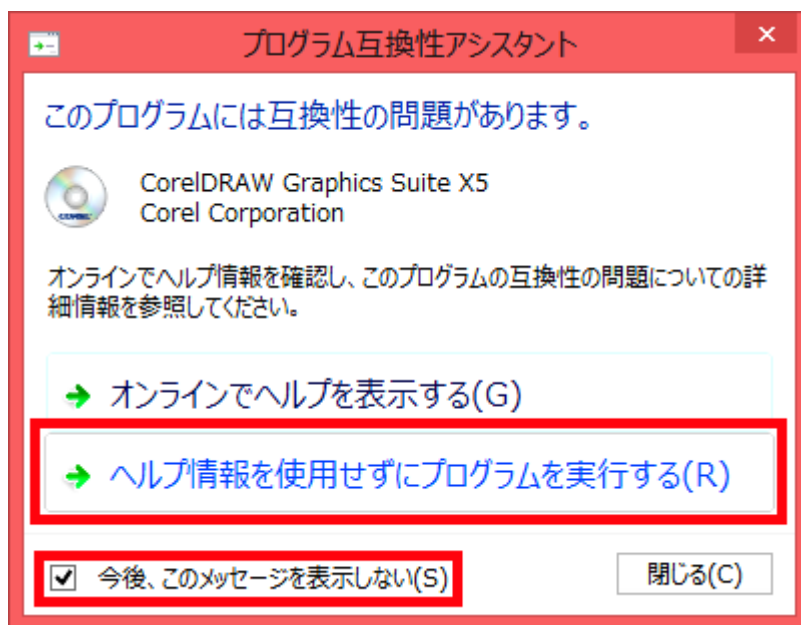 プログラム互換性アシスタント
このプログラムには互換性の問題があります。
CorelDRAW Graphics Suite X5
Corel Corporation
オンラインでヘルプ情報を確認し、このプログラムの互換性の問題についての詳
細情報を参照してください。
オンラインでヘルプを表示する(G)
ヘルプ情報を使用せずにプログラムを実行する(R)
今後、このメッセージを表示しない(S)
閉じる(C)